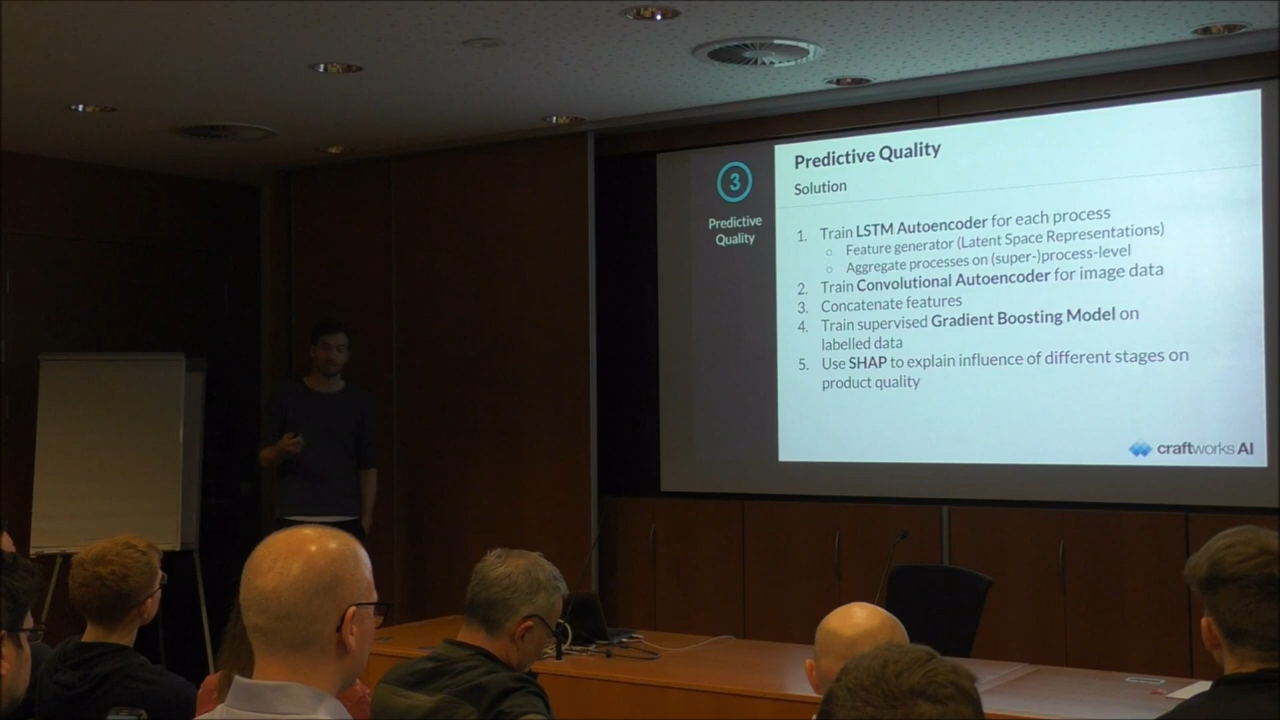 3
Predictive
Quality
Predictive Quality
Solution
1. Train LSTM Autoencoder for each process
○ Feature generator (Latent Space Representations)
○ Aggregate processes on (super-)process-level
2. Train Convolutional Autoencoder for image data
3. Concatenate features
4. Train supervised Gradient Boosting Model on
labelled data
5. Use SHAP to explain influence of different stages on
product quality
craftworks AI